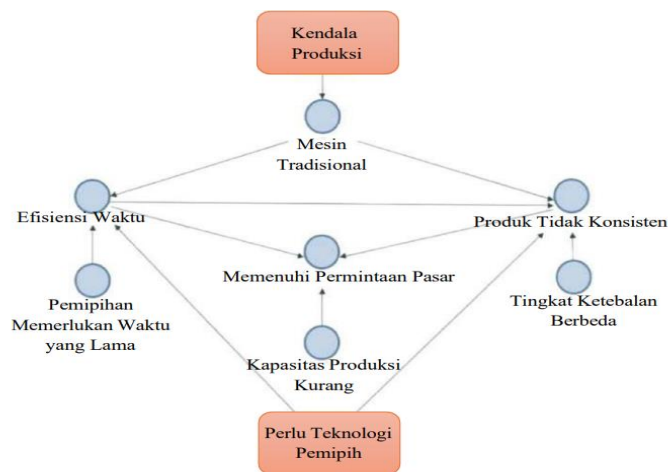 Kendala
Produksi
Mesin
Tradisional
Efisiensi Waktu
Produk Tidak Konsisten
Memenuhi Permintaan Pasar
Pemipihan
Memerlukan Waktu
yang Lama
Tingkat Ketebalan
Berbeda
Kapasitas Produksi
Kurang
Perlu Teknologi
Pemipih